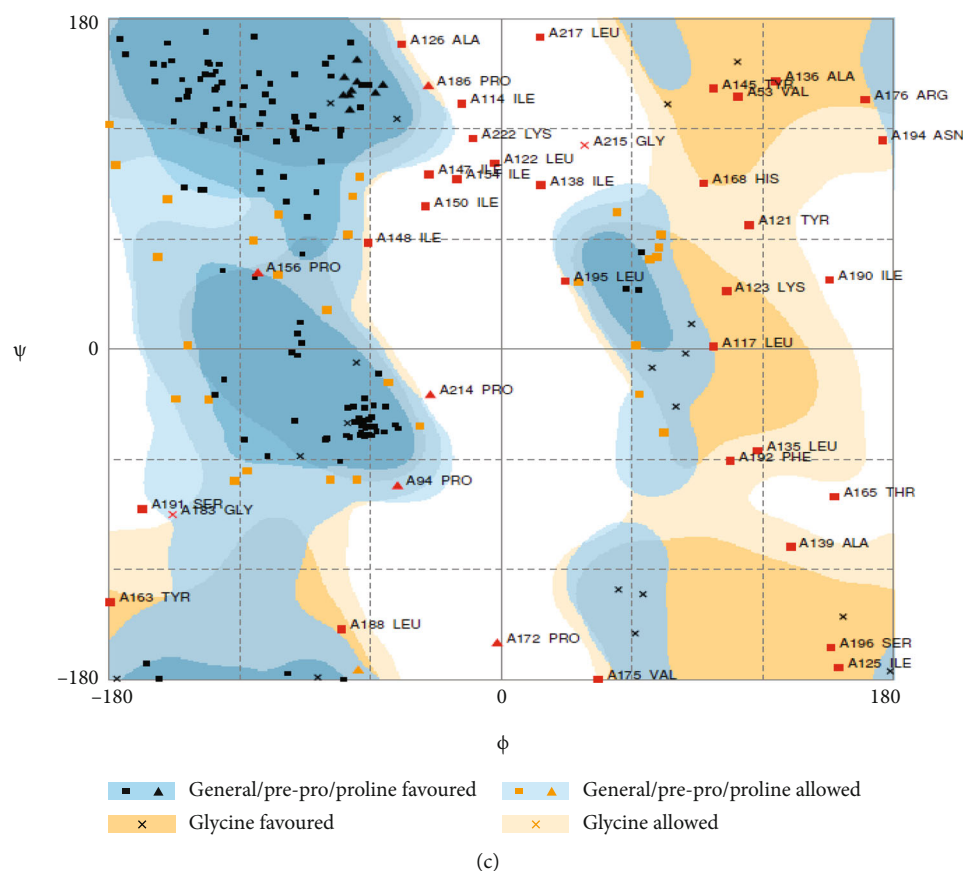 180
A217 LEU
A126 ALA
A136 ALA
A186 PRO
A145 TYR
A53 VAL
A114 ILE
A176 ARG
A222 LYS
A215 GLY
A194 ASN
A122 LEU
A147 ILE
A154 ILE
A138 ILE
A168 HIS
A150 ILE
A121 TYR
A148 ILE
A156 PRO
A195 LEU
A190 ILE
A123 LYS
ψ
0
A117 LEU
A214 PRO
A135 LEU
A192 PHE
A94 PRO
A165 THR
A191 SER
A183 GLY
A139 ALA
A163 TYR
A188 LEU
A172 PRO
A196 SER
A125 ILE
A175 VAL
−180
−180
0
180
ϕ
General/pre-pro/proline favoured
General/pre-pro/proline allowed
Glycine favoured
Glycine allowed
(c)